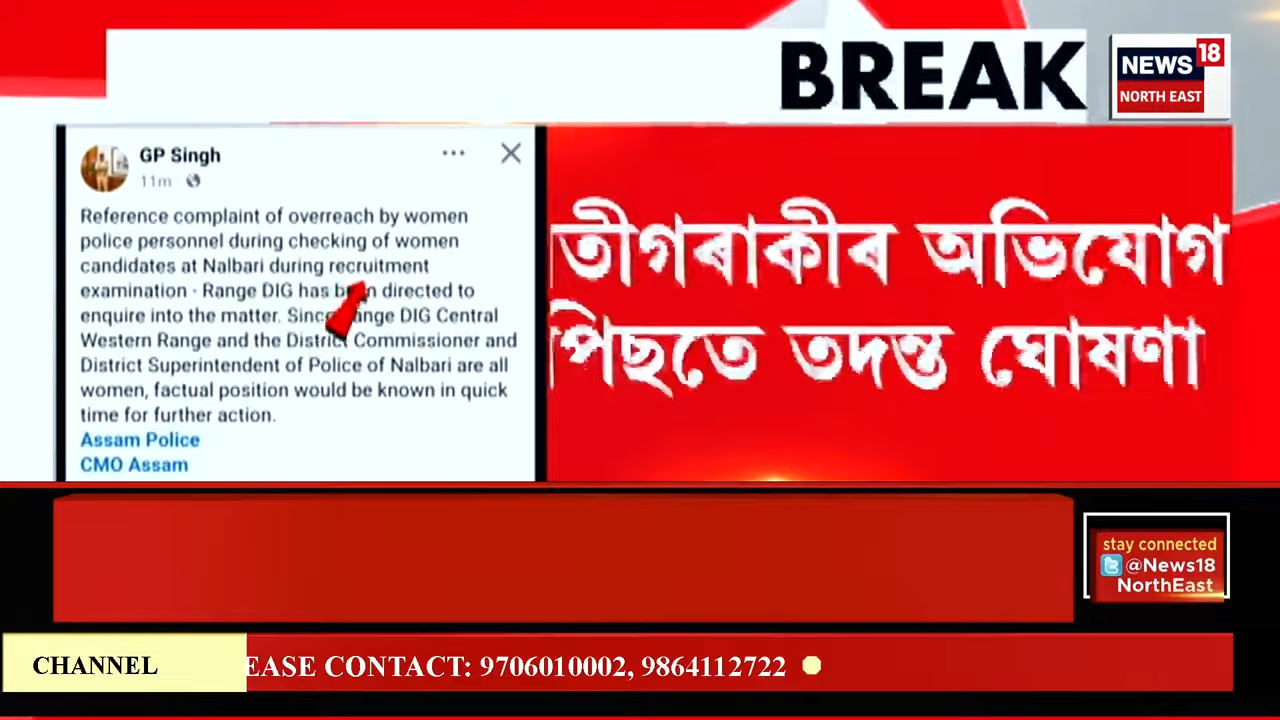 BREAK
NEWS 18
NORTH EAST
GP Singh
11m
Reference complaint of overreach by women
police personnel during checking of women
candidates at Nalbari during recruitment
examination - Range DIG has been directed to
enquire into the matter. Since Range DIG Central
Western Range and the District Commissioner and
District Superintendent of Police of Nalbari are all
women, factual position would be known in quick
time for further action.
Assam Police
CMO Assam
তীগৰাকীৰ অভিযোগ
পিছতে তদন্ত ঘোষণা
stay connected
@News18
NorthEast
CHANNEL
EASE CONTACT: 9706010002, 9864112722